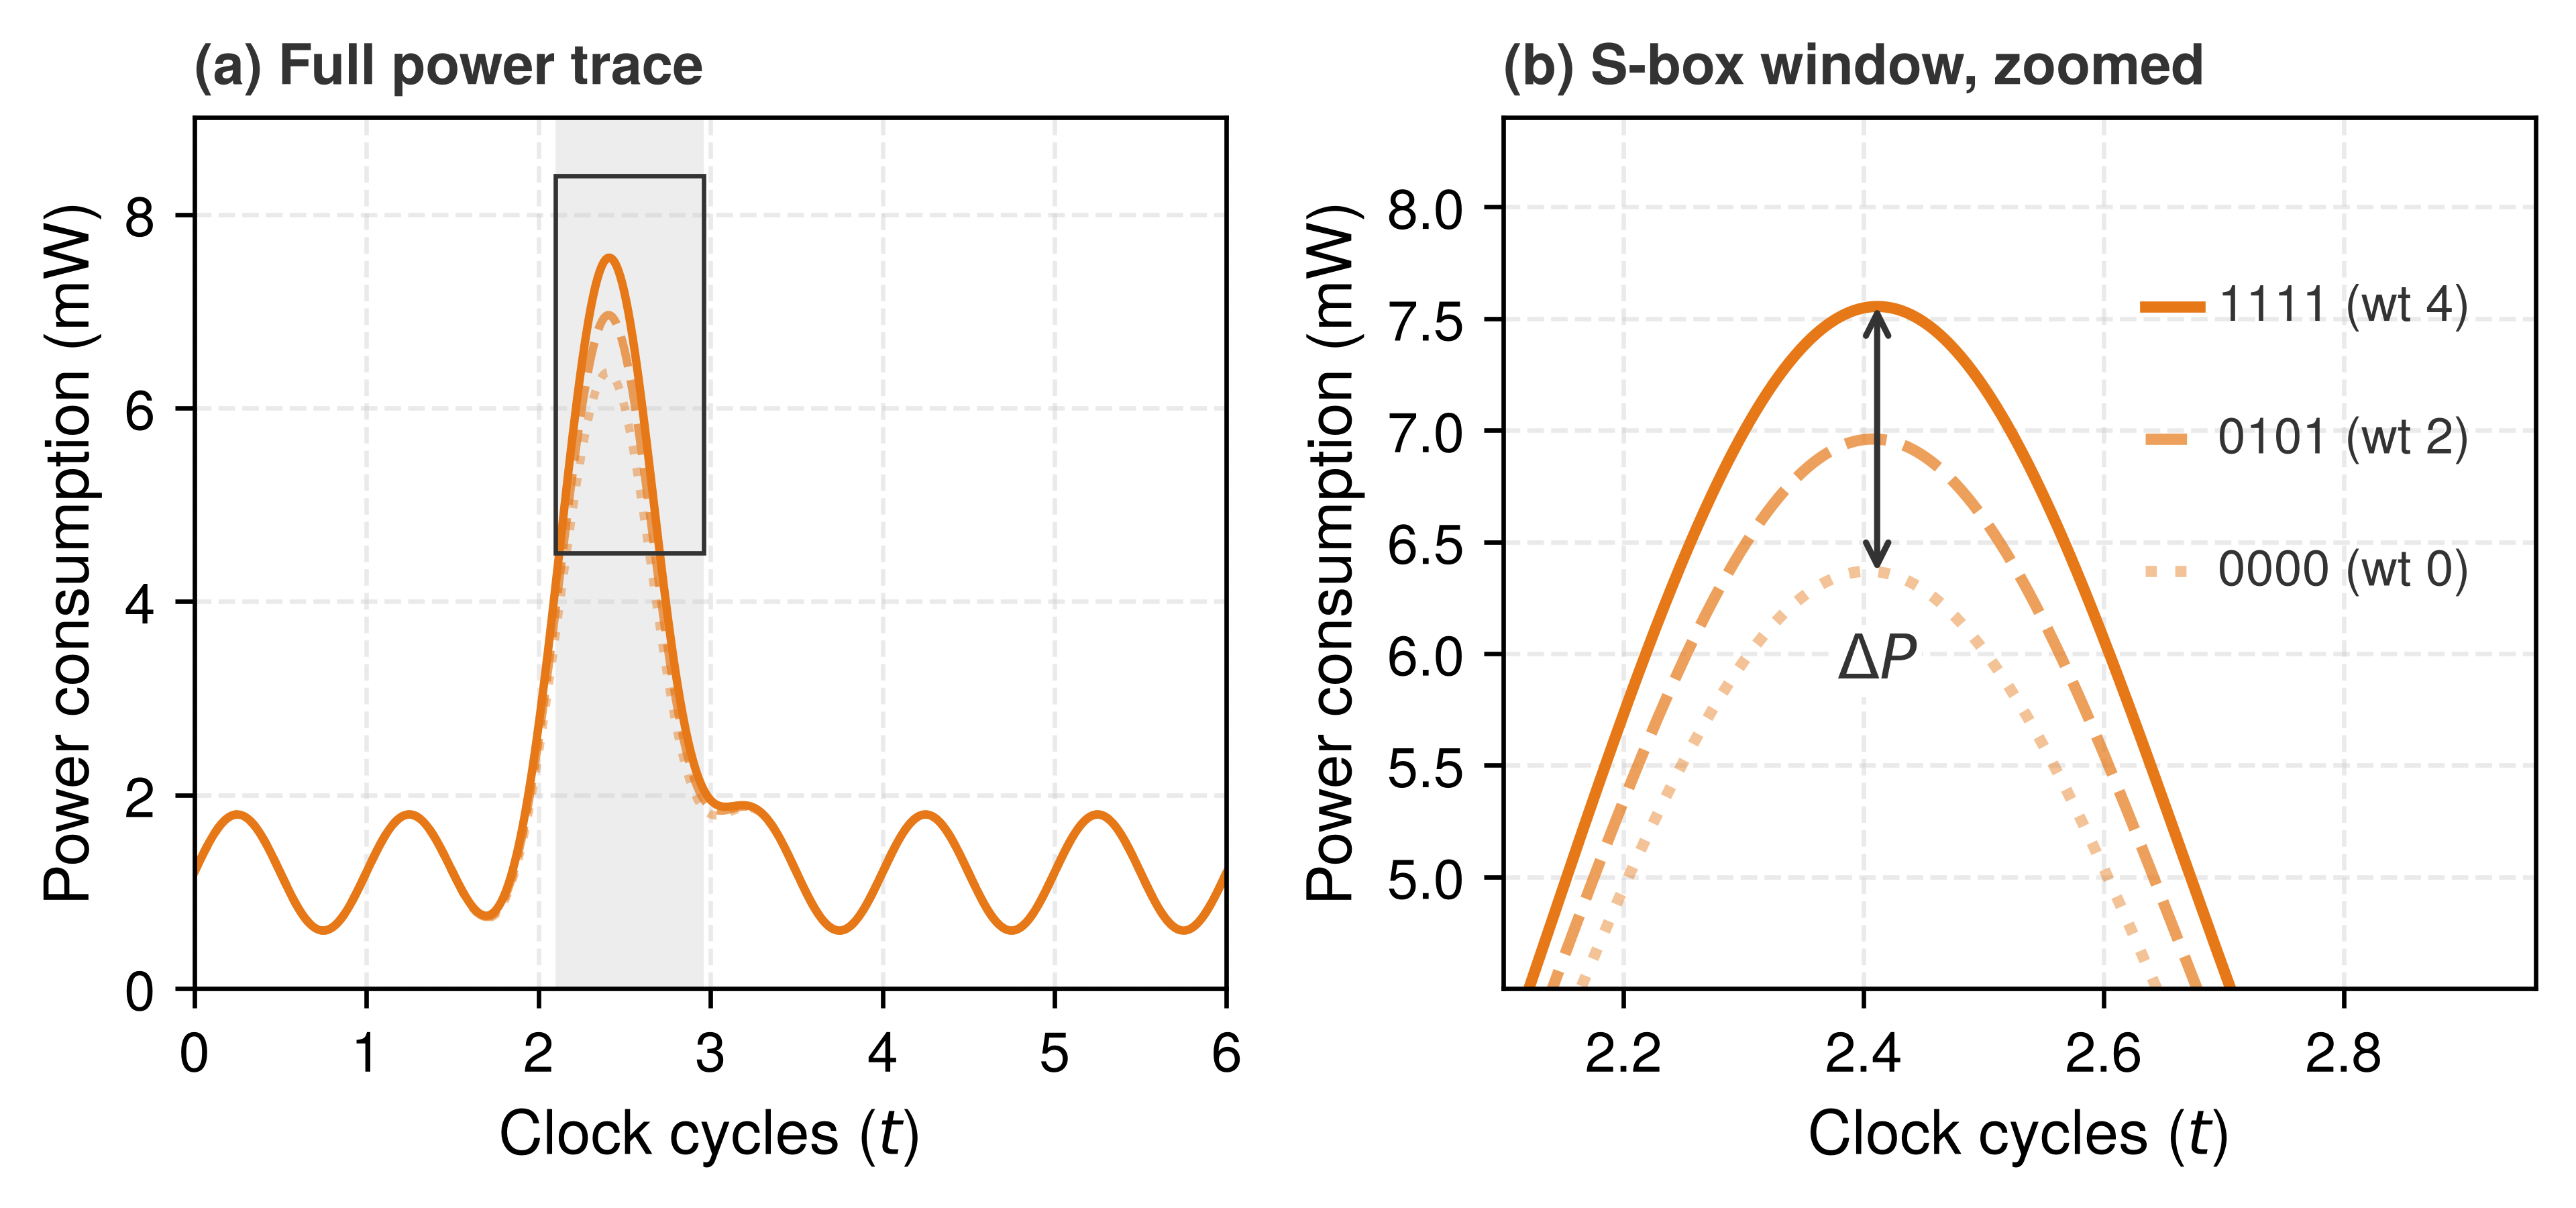 (a) Full power trace
Power consumption (mW)
8
6
4
2
0
0 1 2 3 4 5 6
Clock cycles (t)
(b) S-box window, zoomed
Power consumption (mW)
8.0
7.5
7.0
6.5
6.0
5.5
5.0
1111 (wt 4)
0101 (wt 2)
0000 (wt 0)
ΔP
2.2 2.4 2.6 2.8
Clock cycles (t)